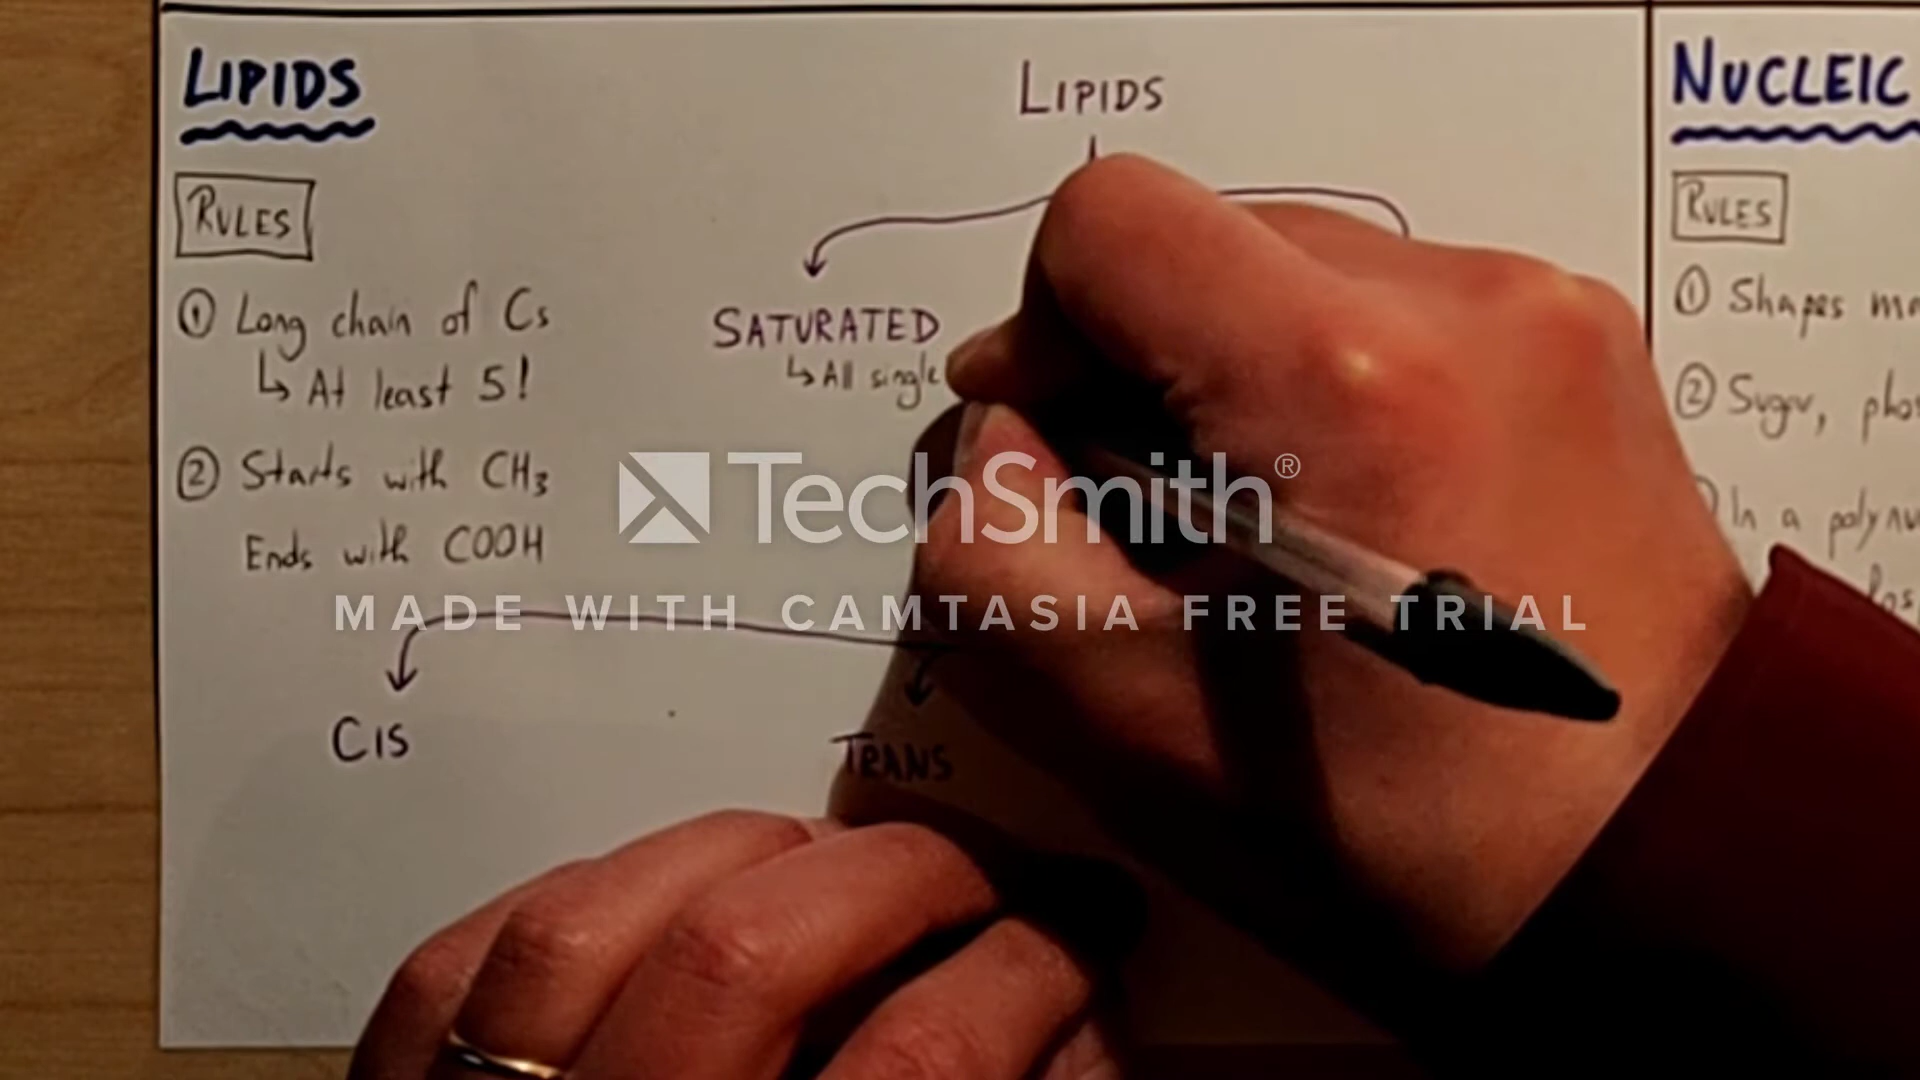 LIPIDS
RULES
① Long chain of Cs
↳ At least 5!
② Starts with CH3
Ends with COOH
LIPIDS
SATURATED
↳ All single
CIS
TRANS
NUCLEIC
RULES
① Shapes
② Sugar,
In a
TechSmith®
MADE WITH CAMTASIA FREE TRIAL